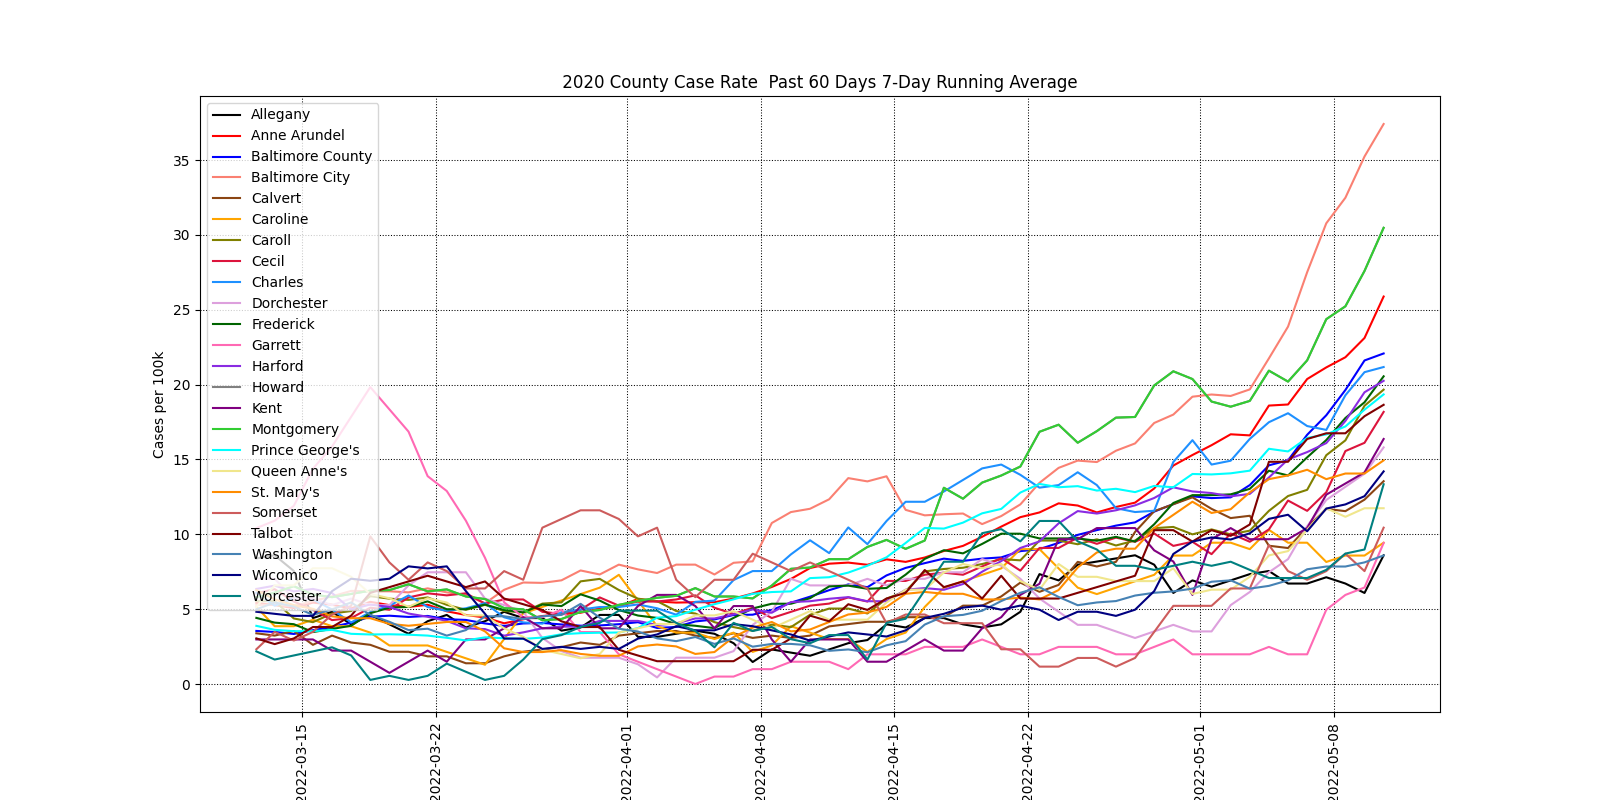 2020 County Case Rate  Past 60 Days 7-Day Running Average
Cases per 100k
35
30
25
20
15
10
5
0
Allegany
Anne Arundel
Baltimore County
Baltimore City
Calvert
Caroline
Caroll
Cecil
Charles
Dorchester
Frederick
Garrett
Harford
Howard
Kent
Montgomery
Prince George's
Queen Anne's
St. Mary's
Somerset
Talbot
Washington
Wicomico
Worcester
2022-03-15
2022-03-22
2022-04-01
2022-04-08
2022-04-15
2022-04-22
2022-05-01
2022-05-08